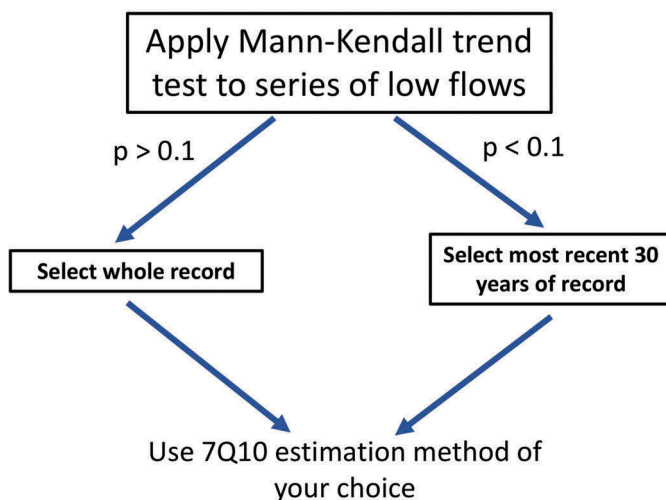 Apply Mann-Kendall trend
test to series of low flows
p > 0.1
p < 0.1
Select whole record
Select most recent 30
years of record
Use 7Q10 estimation method of
your choice